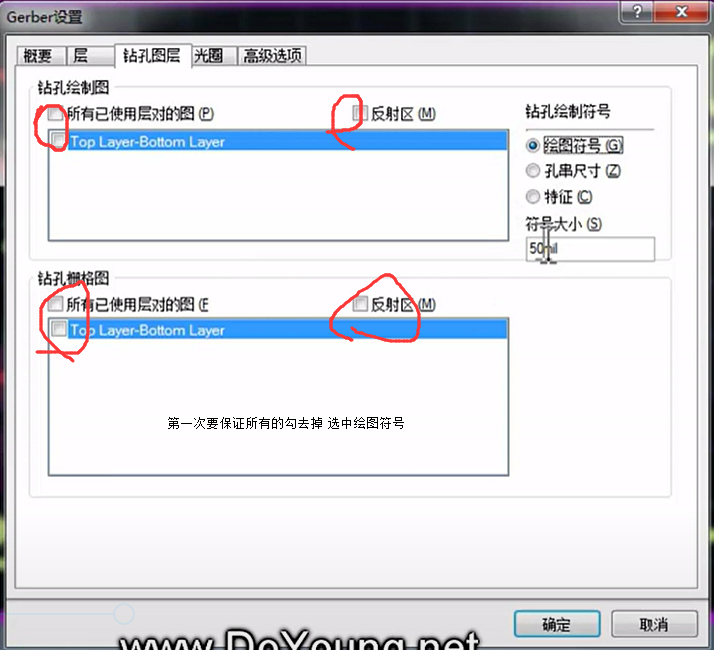 Gerber设置
概要 层 钻孔图层 光圈 高级选项
钻孔绘制图
所有已使用层对的图 (P) 反射区 (M)
Top Layer-Bottom Layer
钻孔绘制符号
绘图符号 (G)
孔串尺寸 (Z)
特征 (C)
符号大小 (S)
50mil
钻孔栅格图
所有已使用层对的图 (F 反射区 (M)
Top Layer-Bottom Layer
第一次要保证所有的勾去掉 选中绘图符号
确定 取消
www.DoYoung.net